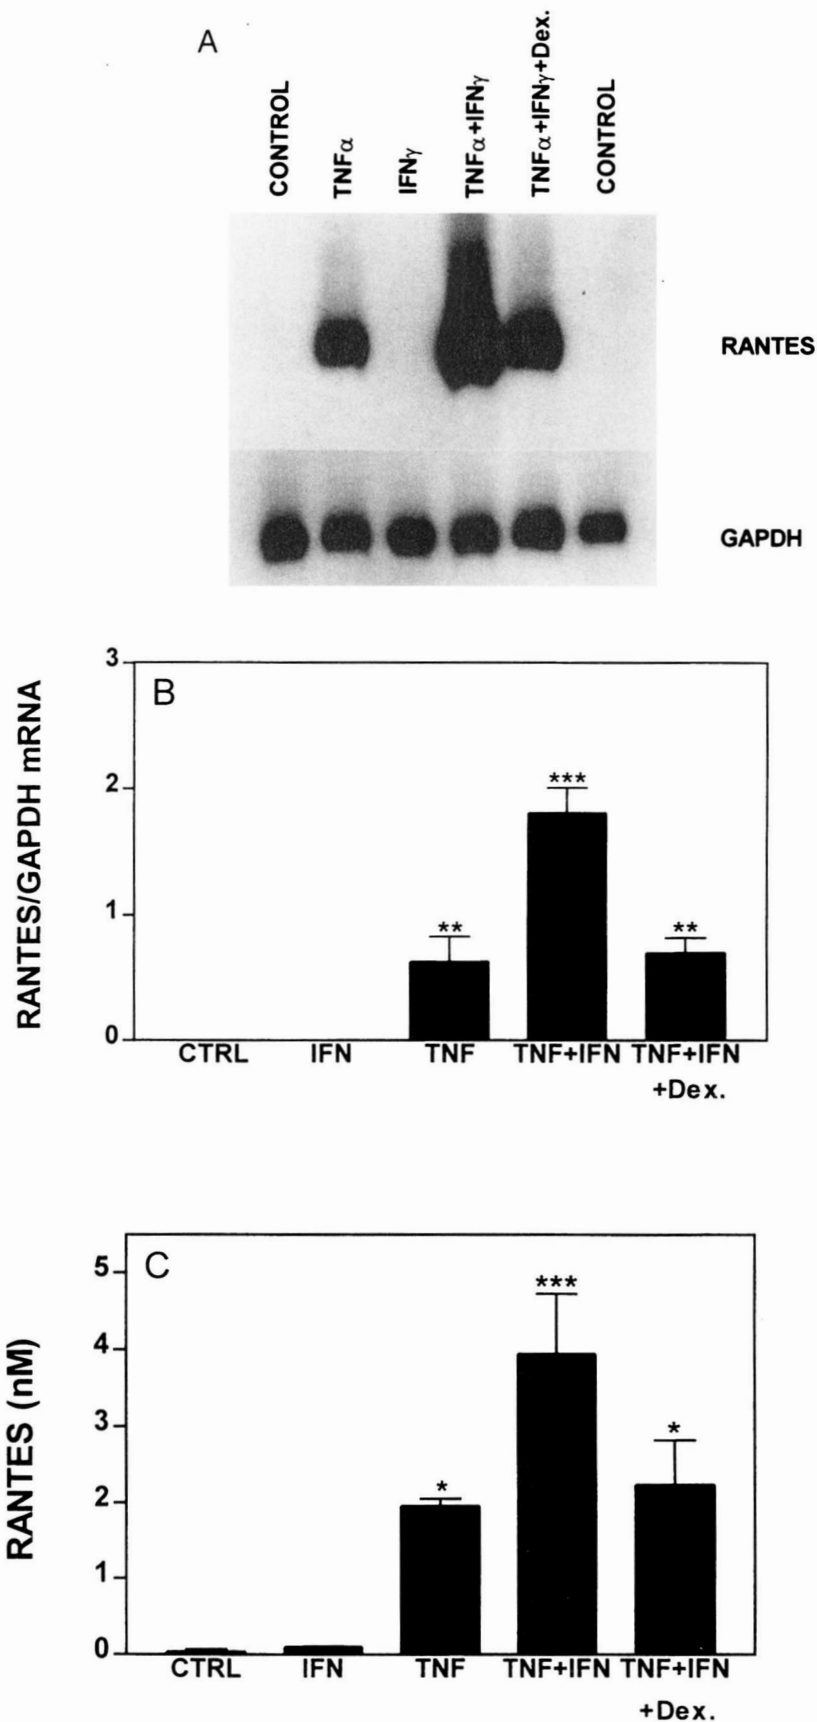 A
CONTROL
TNFα
IFNγ
TNFα+IFNγ
TNFα+IFNγ+Dex.
CONTROL
RANTES
GAPDH
B
RANTES/GAPDH mRNA
3
2
1
0
**
***
**
CTRL IFN TNF TNF+IFN TNF+IFN
+Dex.
C
RANTES (nM)
5
4
3
2
1
0
*
***
*
CTRL IFN TNF TNF+IFN TNF+IFN
+Dex.